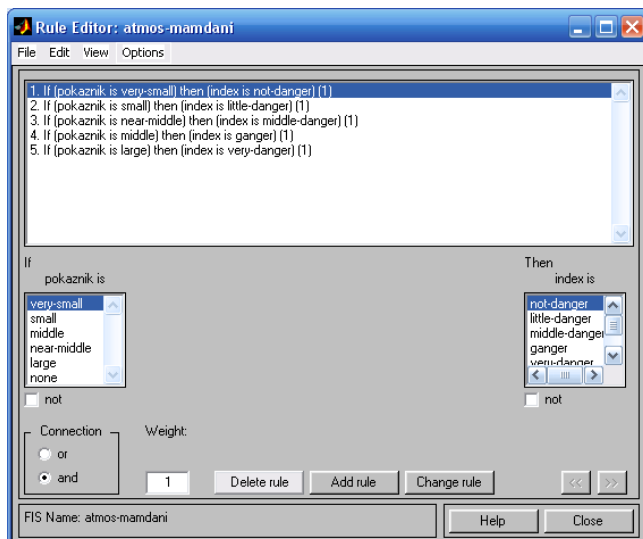 Rule Editor: atmos-mamdani
File Edit View Options
1. If (pokaznik is very-small) then (index is not-danger) (1)
2. If (pokaznik is small) then (index is little-danger) (1)
3. If (pokaznik is near-middle) then (index is middle-danger) (1)
4. If (pokaznik is middle) then (index is ganger) (1)
5. If (pokaznik is large) then (index is very-danger) (1)
If
pokaznik is
very-small
small
middle
near-middle
large
none
not
Then
index is
not-danger
little-danger
middle-danger
ganger
very-danger
not
Connection
or
and
Weight:
1
Delete rule
Add rule
Change rule
<<
>>
FIS Name: atmos-mamdani
Help
Close